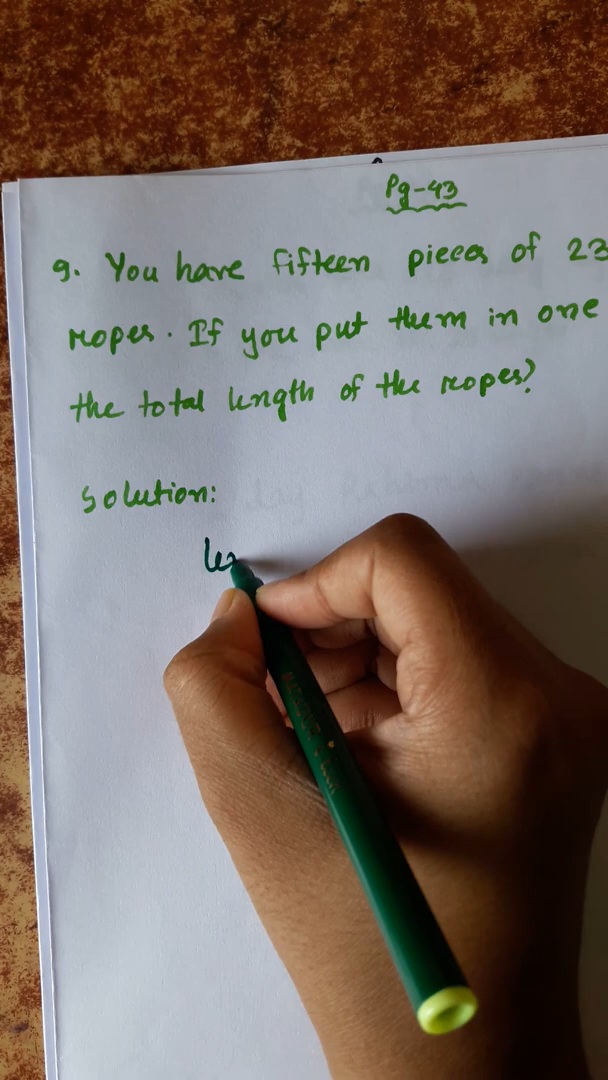 Pg-43
9. You have fifteen pieces of 23
ropes. If you put them in one
the total length of the ropes?
Solution: